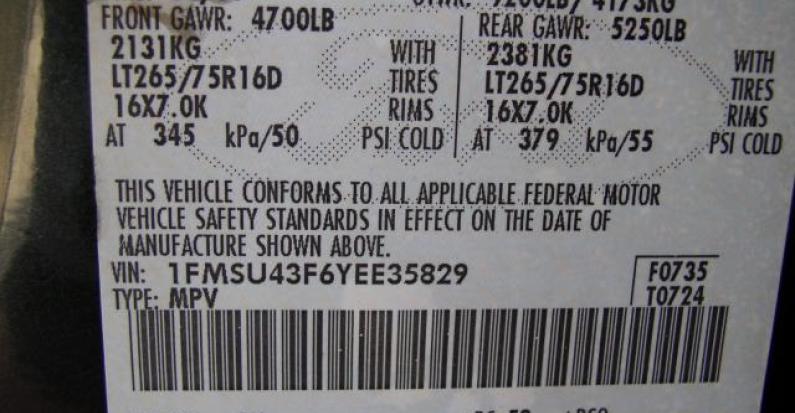 GVWR: 9200LB/ 4173KG
FRONT GAWR: 4700LB REAR GAWR: 5250LB
2131KG WITH 2381KG WITH
LT265/75R16D TIRES LT265/75R16D TIRES
16X7.0K RIMS 16X7.0K RIMS
AT 345 kPa/50 PSI COLD AT 379 kPa/55 PSI COLD
THIS VEHICLE CONFORMS TO ALL APPLICABLE FEDERAL MOTOR
VEHICLE SAFETY STANDARDS IN EFFECT ON THE DATE OF
MANUFACTURE SHOWN ABOVE.
VIN: 1FMSU43F6YEE35829 F0735
TYPE: MPV T0724